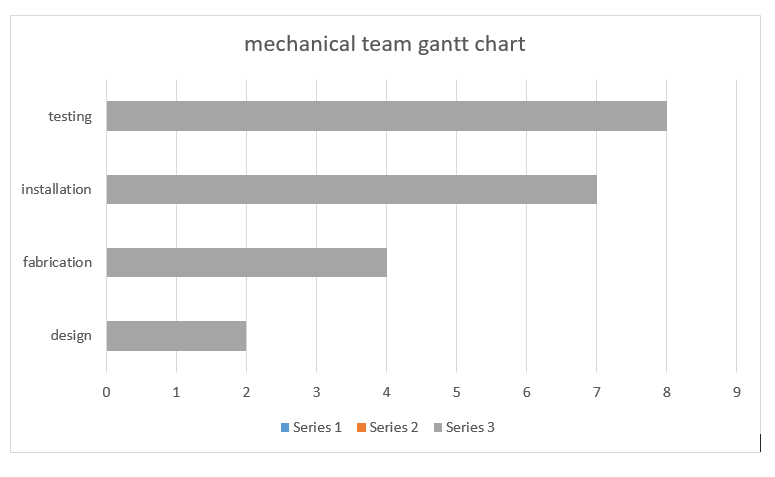 mechanical team gantt chart
testing
installation
fabrication
design
0 1 2 3 4 5 6 7 8 9
Series 1 Series 2 Series 3